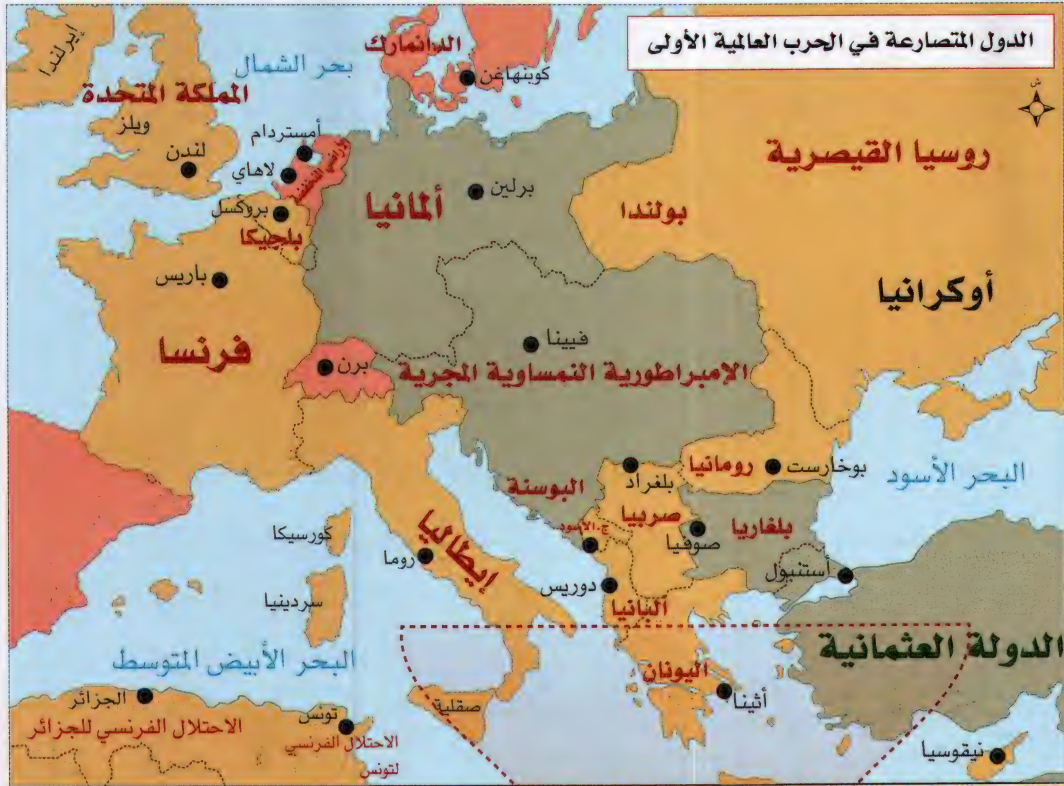 الدول المتصارعة في الحرب العالمية الأولى
ش
إيرلندا
بحر الشمال
الدانمارك
كوبنهاغن
المملكة المتحدة
ويلز
لندن
أمستردام
لاهاي
الأراضي المنخفضة
بروكسل
بلجيكا
برلين
ألمانيا
روسيا القيصرية
بولندا
أوكرانيا
باريس
فرنسا
برن
فيينا
الإمبراطورية النمساوية المجرية
البحر الأسود
رومانيا
بوخارست
بلغراد
البوسنة
صربيا
ج.الأسود
بلغاريا
صوفيا
أستنبول
كورسيكا
إيطاليا
روما
دوريس
ألبانيا
سردينيا
الدولة العثمانية
اليونان
أثينا
البحر الأبيض المتوسط
صقلية
الجزائر
الاحتلال الفرنسي للجزائر
تونس
الاحتلال الفرنسي
لتونس
نيقوسيا